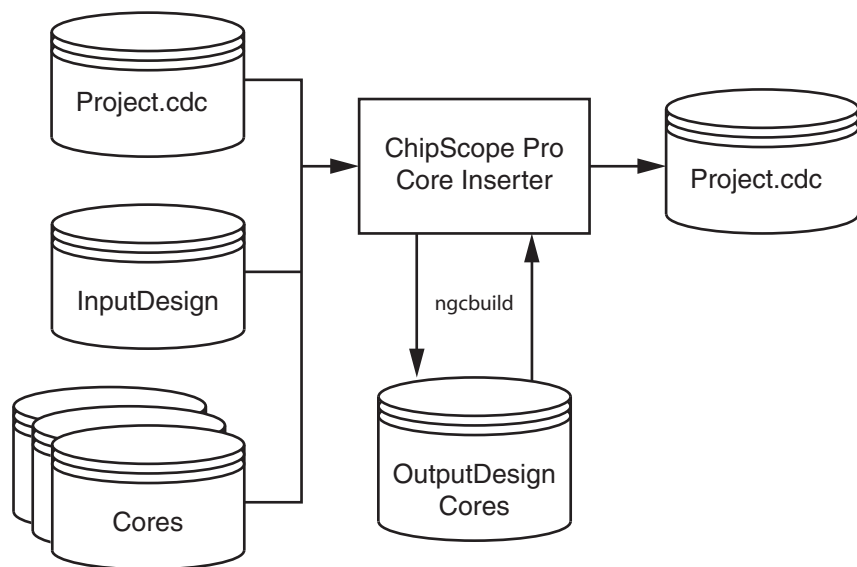 Project.cdc
ChipScope Pro
Core Inserter
Project.cdc
InputDesign
ngcbuild
OutputDesign
Cores
Cores